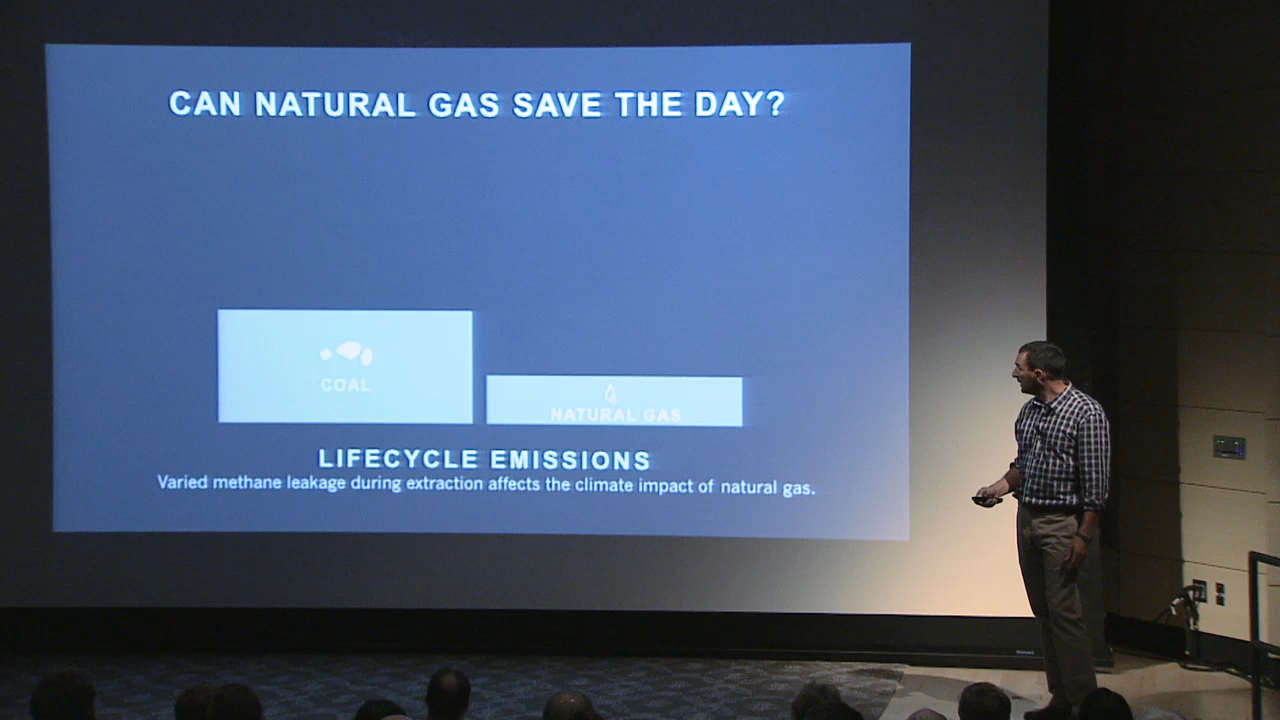 CAN NATURAL GAS SAVE THE DAY?
COAL
NATURAL GAS
LIFECYCLE EMISSIONS
Varied methane leakage during extraction affects the climate impact of natural gas.